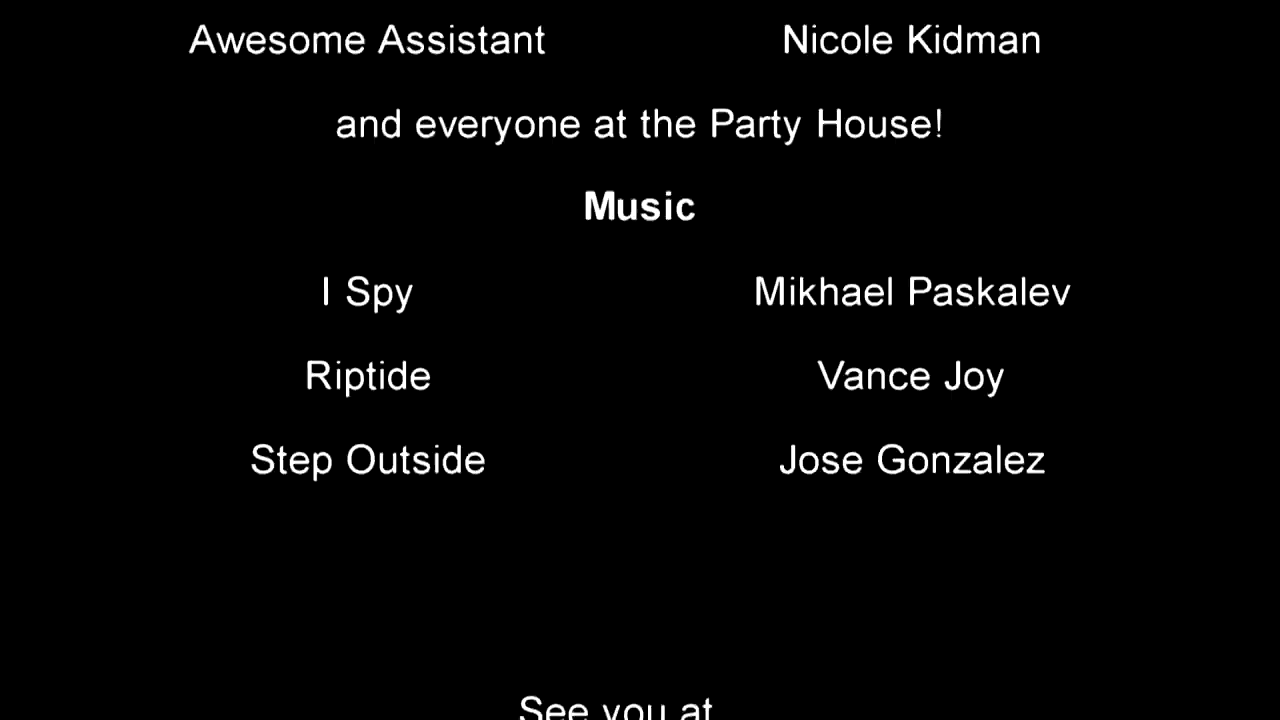 Awesome Assistant Nicole Kidman
and everyone at the Party House!
Music
I Spy Mikhael Paskalev
Riptide Vance Joy
Step Outside Jose Gonzalez
See you at